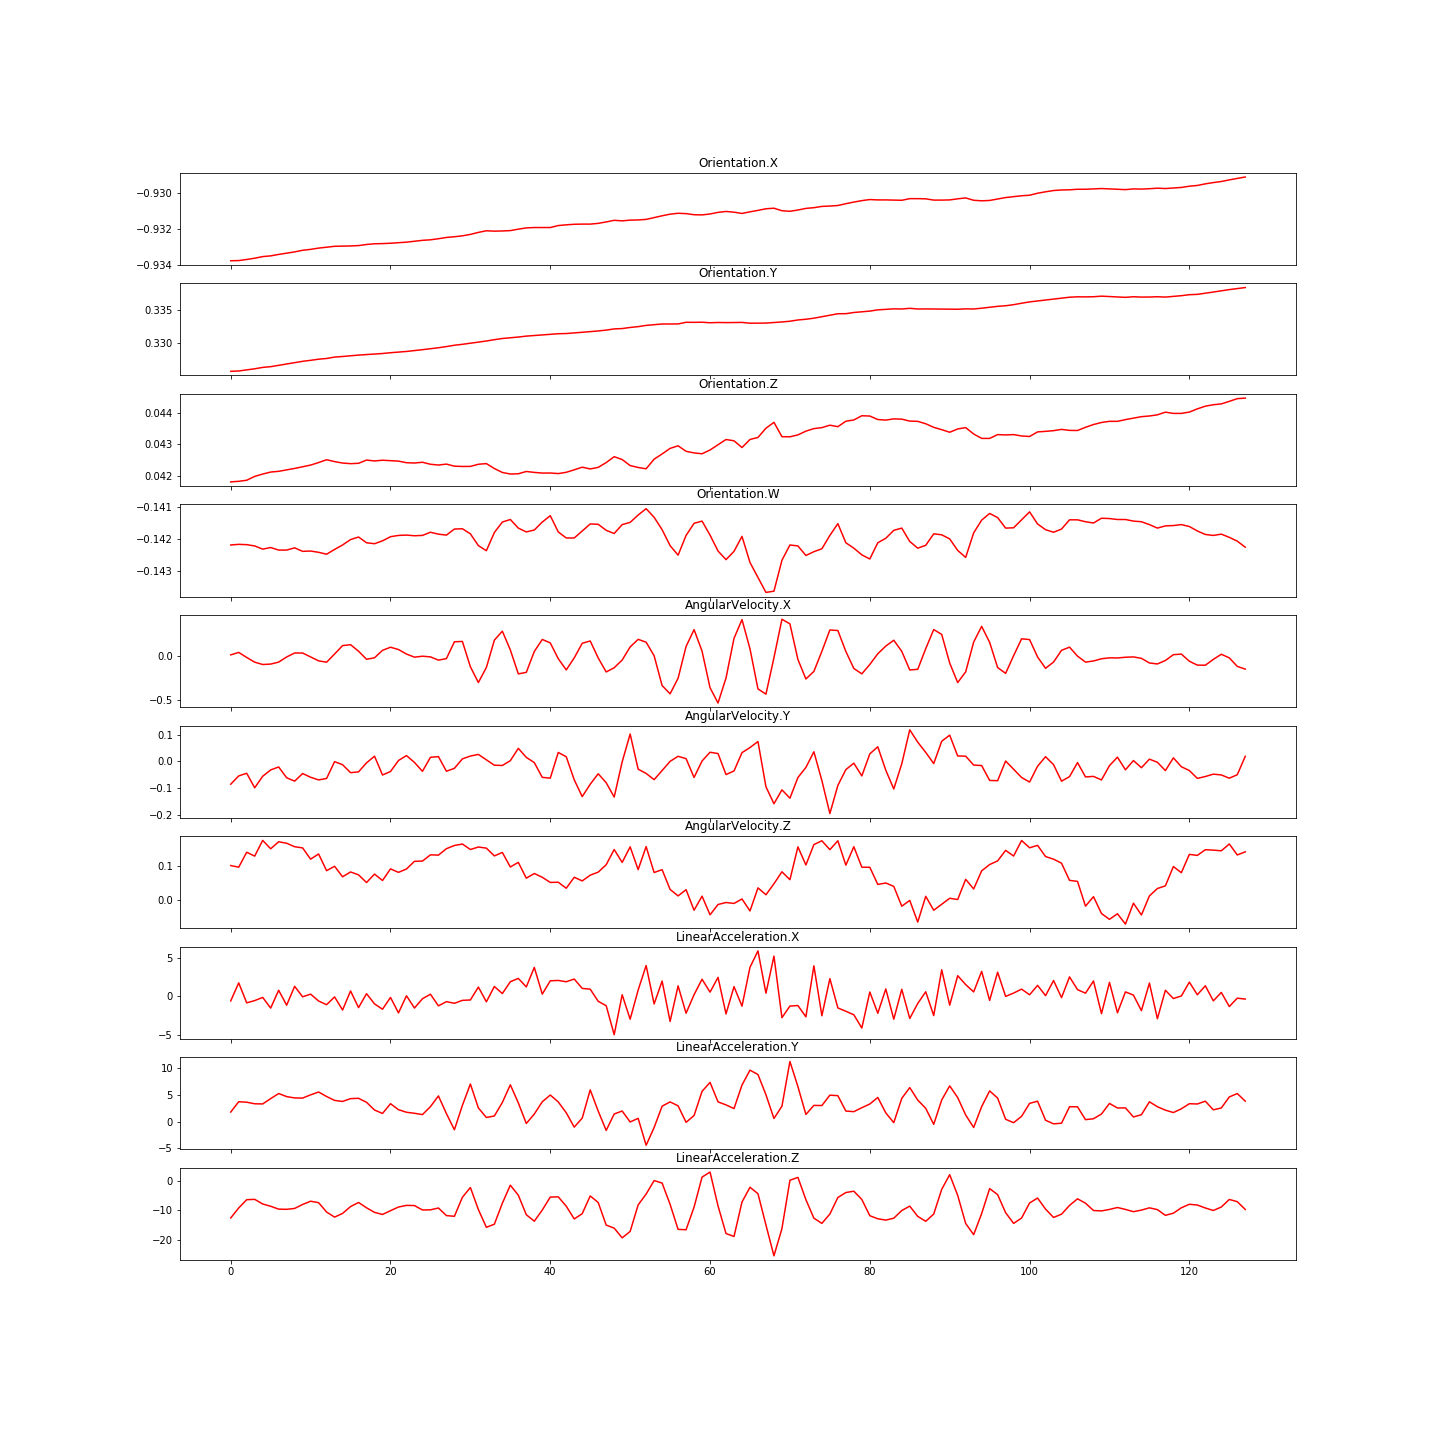 Orientation.X
−0.930
−0.932
−0.934
Orientation.Y
0.335
0.330
Orientation.Z
0.044
0.043
0.042
Orientation.W
−0.141
−0.142
−0.143
AngularVelocity.X
0.0
−0.5
AngularVelocity.Y
0.1
0.0
−0.1
−0.2
AngularVelocity.Z
0.1
0.0
LinearAcceleration.X
5
0
−5
LinearAcceleration.Y
10
5
0
−5
LinearAcceleration.Z
0
−10
−20
0 20 40 60 80 100 120